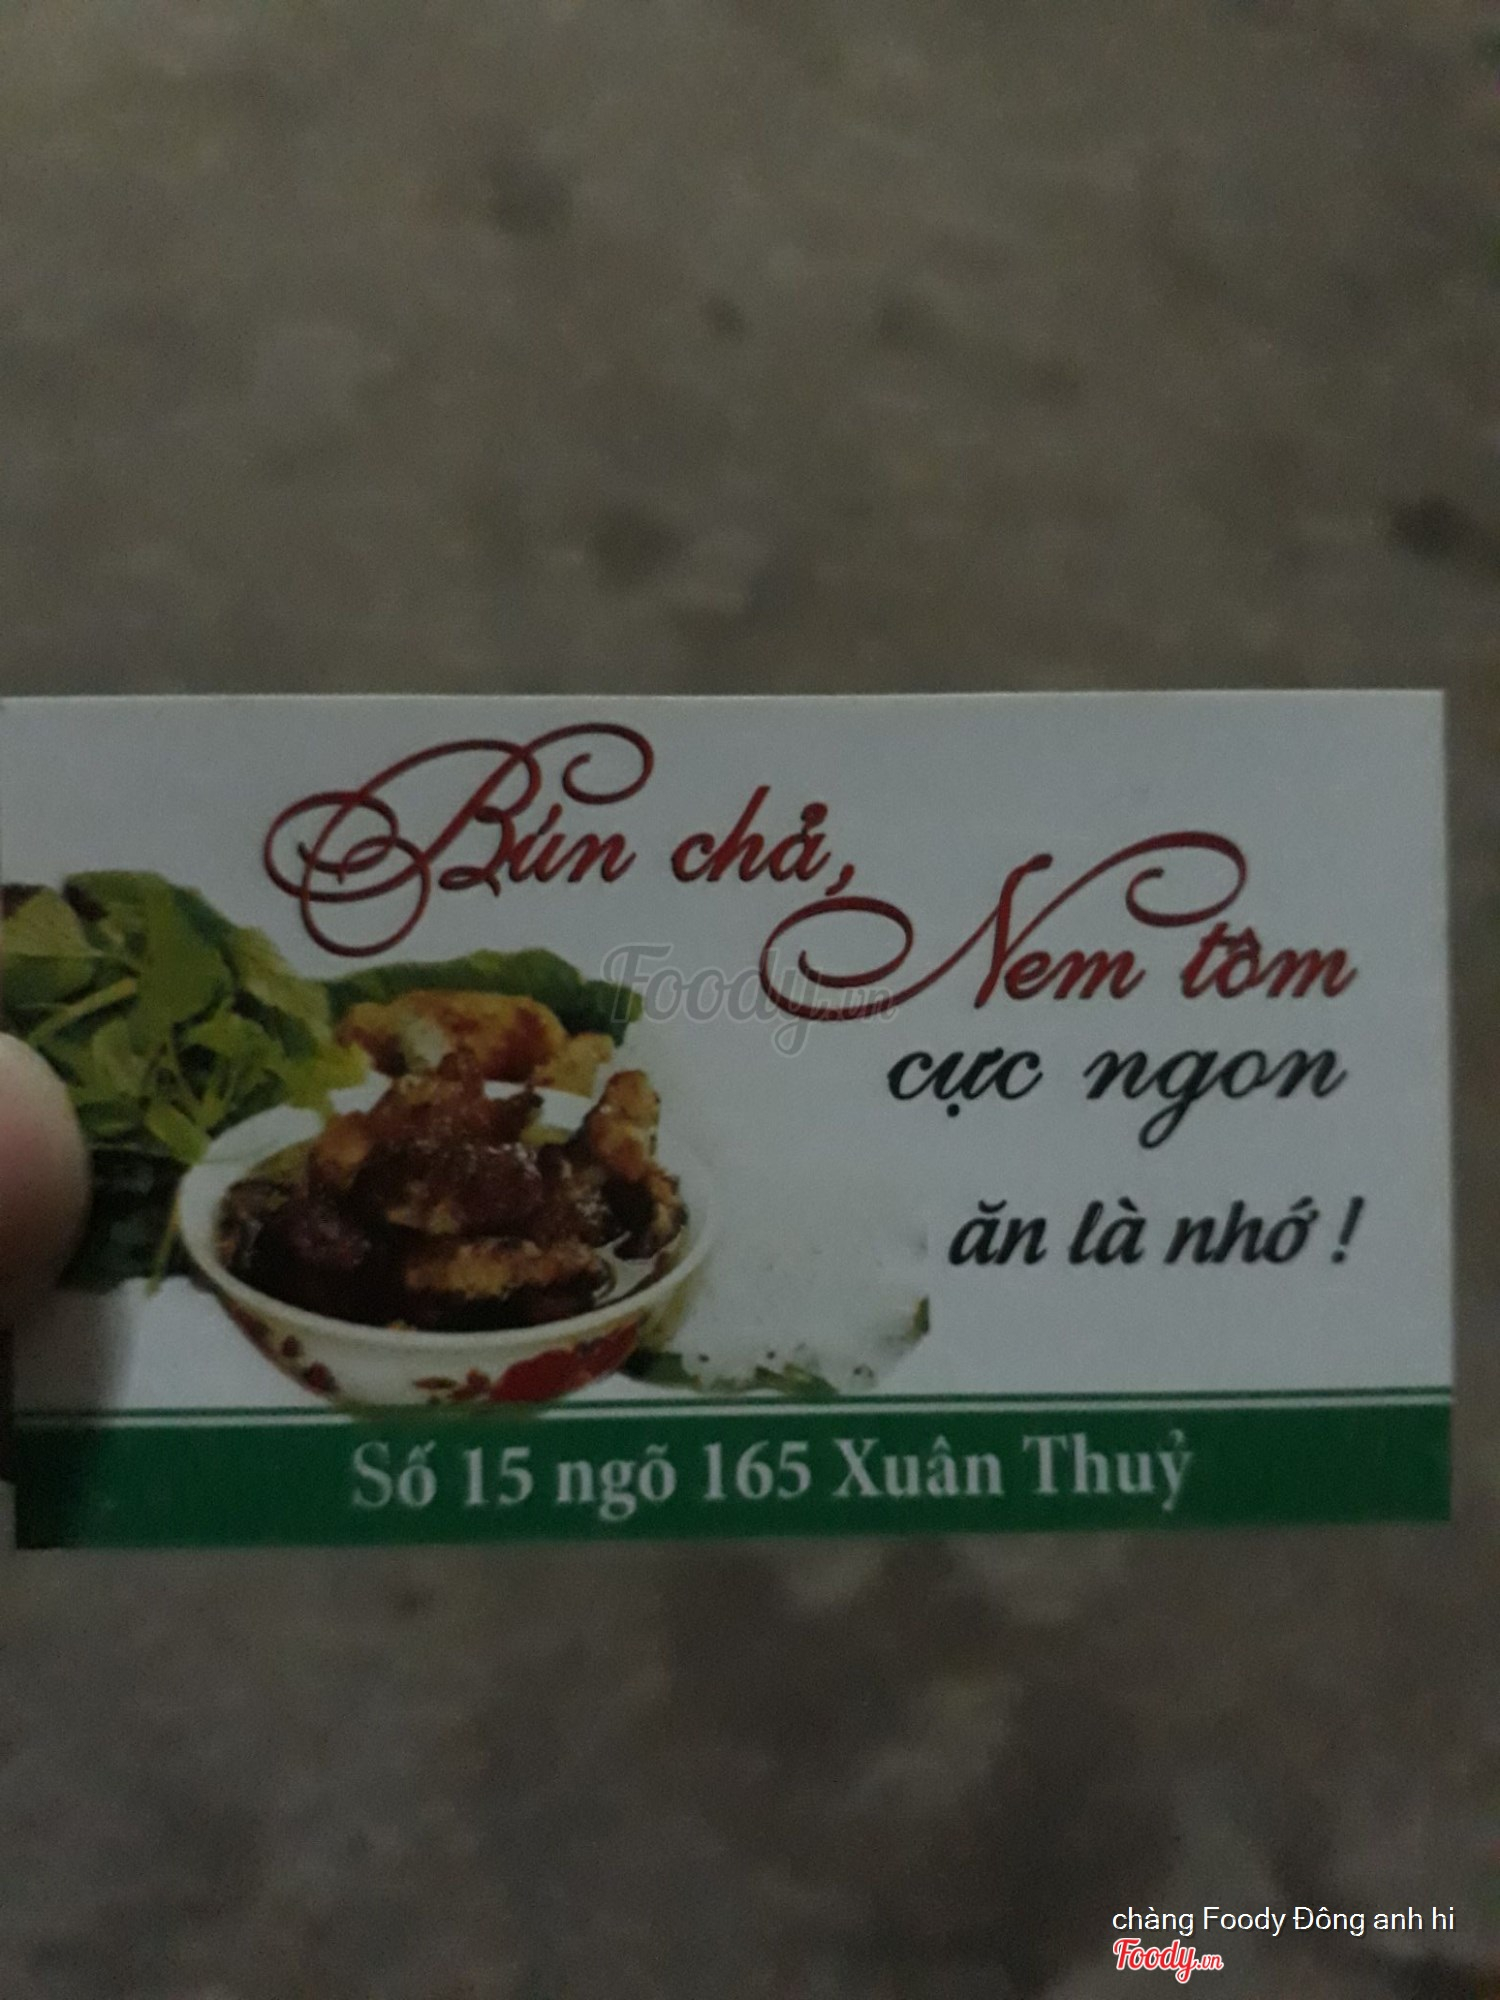 Bún chả,
Nem tôm
cực ngon
ăn là nhớ !
Foody.vn
Số 15 ngõ 165 Xuân Thuỷ
chàng Foody Đông anh hi
Foody.vn